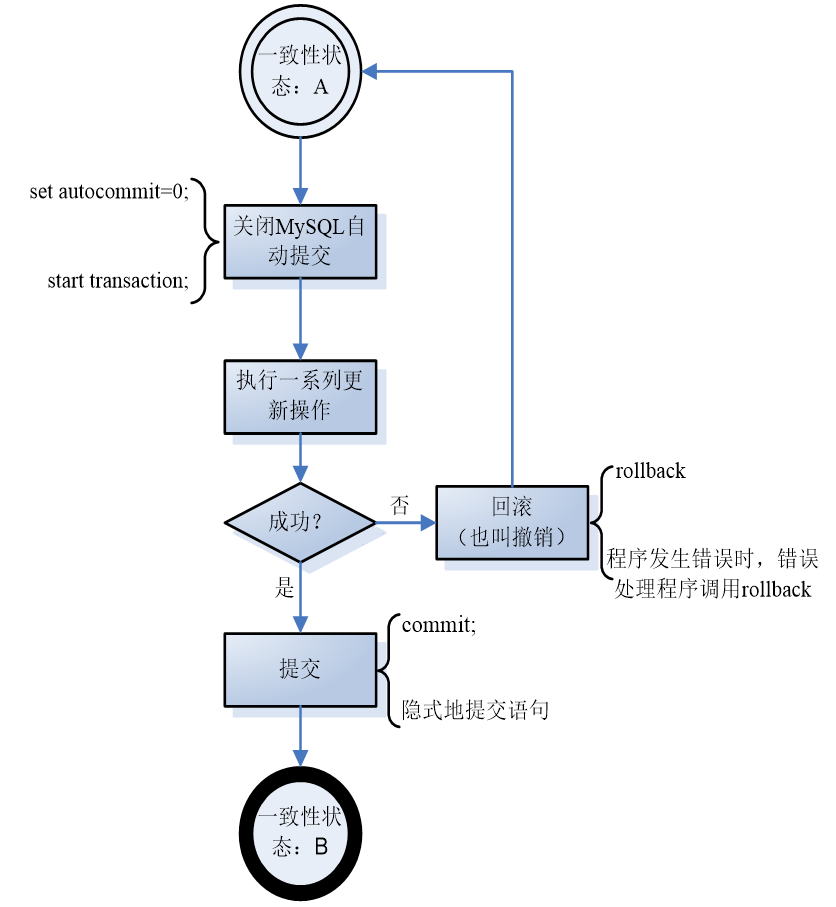 一致性状
态：A
set autocommit=0;
关闭MySQL自
动提交
start transaction;
执行一系列更
新操作
成功？
否
回滚
（也叫撤销）
rollback
程序发生错误时，错误
处理程序调用rollback
是
提交
commit;
隐式地提交语句
一致性状
态：B